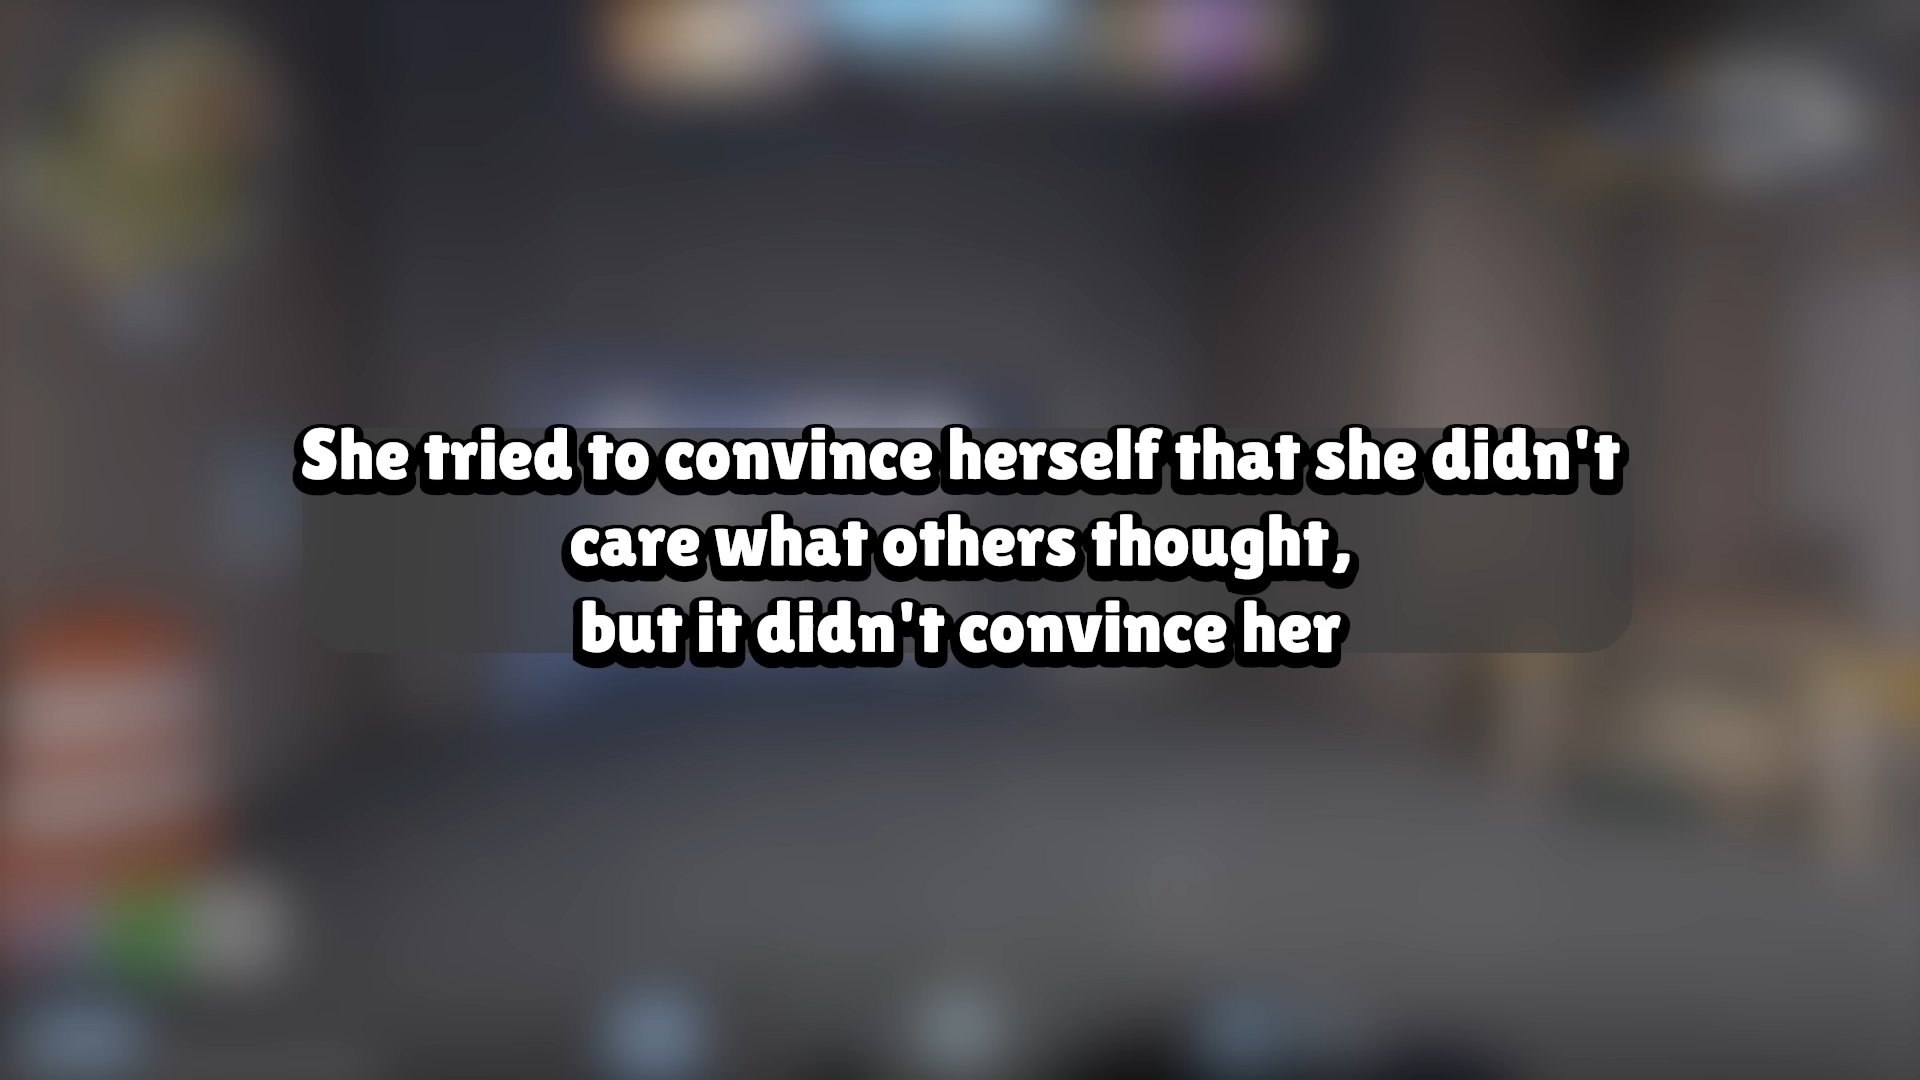 She tried to convince herself that she didn't
care what others thought,
but it didn't convince her